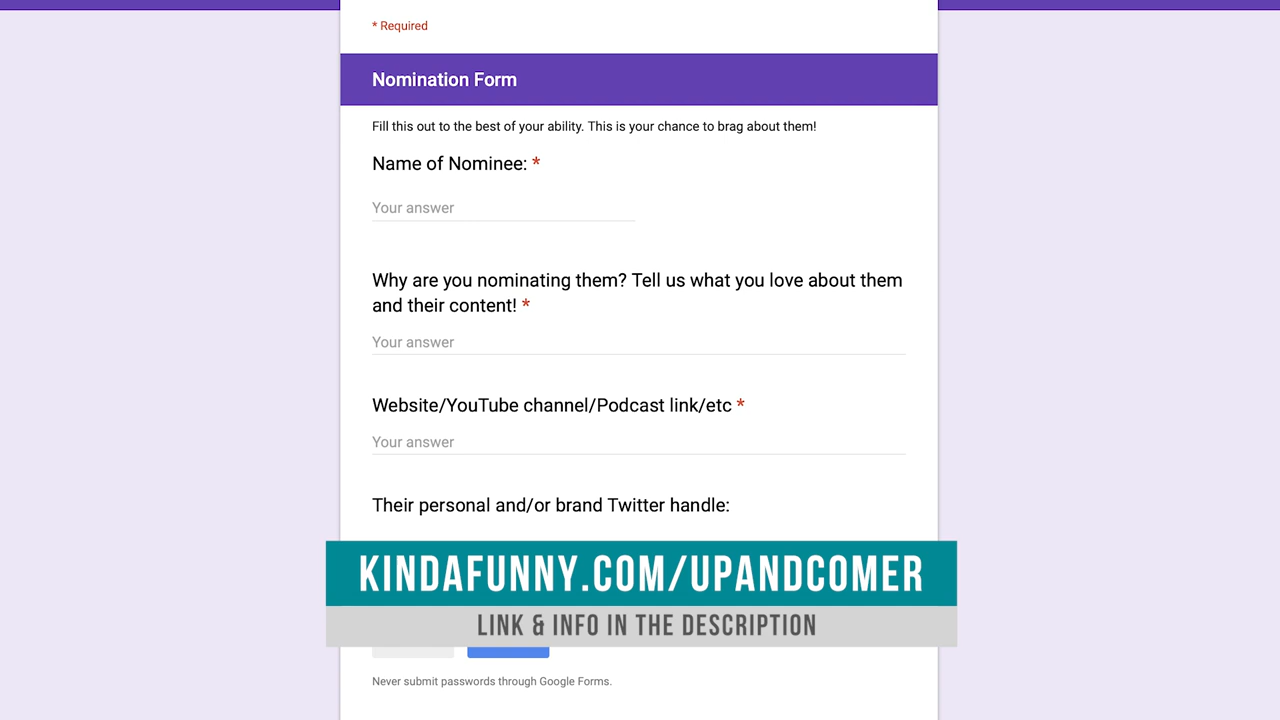 * Required
Nomination Form
Fill this out to the best of your ability. This is your chance to brag about them!
Name of Nominee: *
Your answer
Why are you nominating them? Tell us what you love about them
and their content! *
Your answer
Website/YouTube channel/Podcast link/etc *
Your answer
Their personal and/or brand Twitter handle:
KINDAFUNNY.COM/UPANDCOMER
LINK & INFO IN THE DESCRIPTION
Never submit passwords through Google Forms.